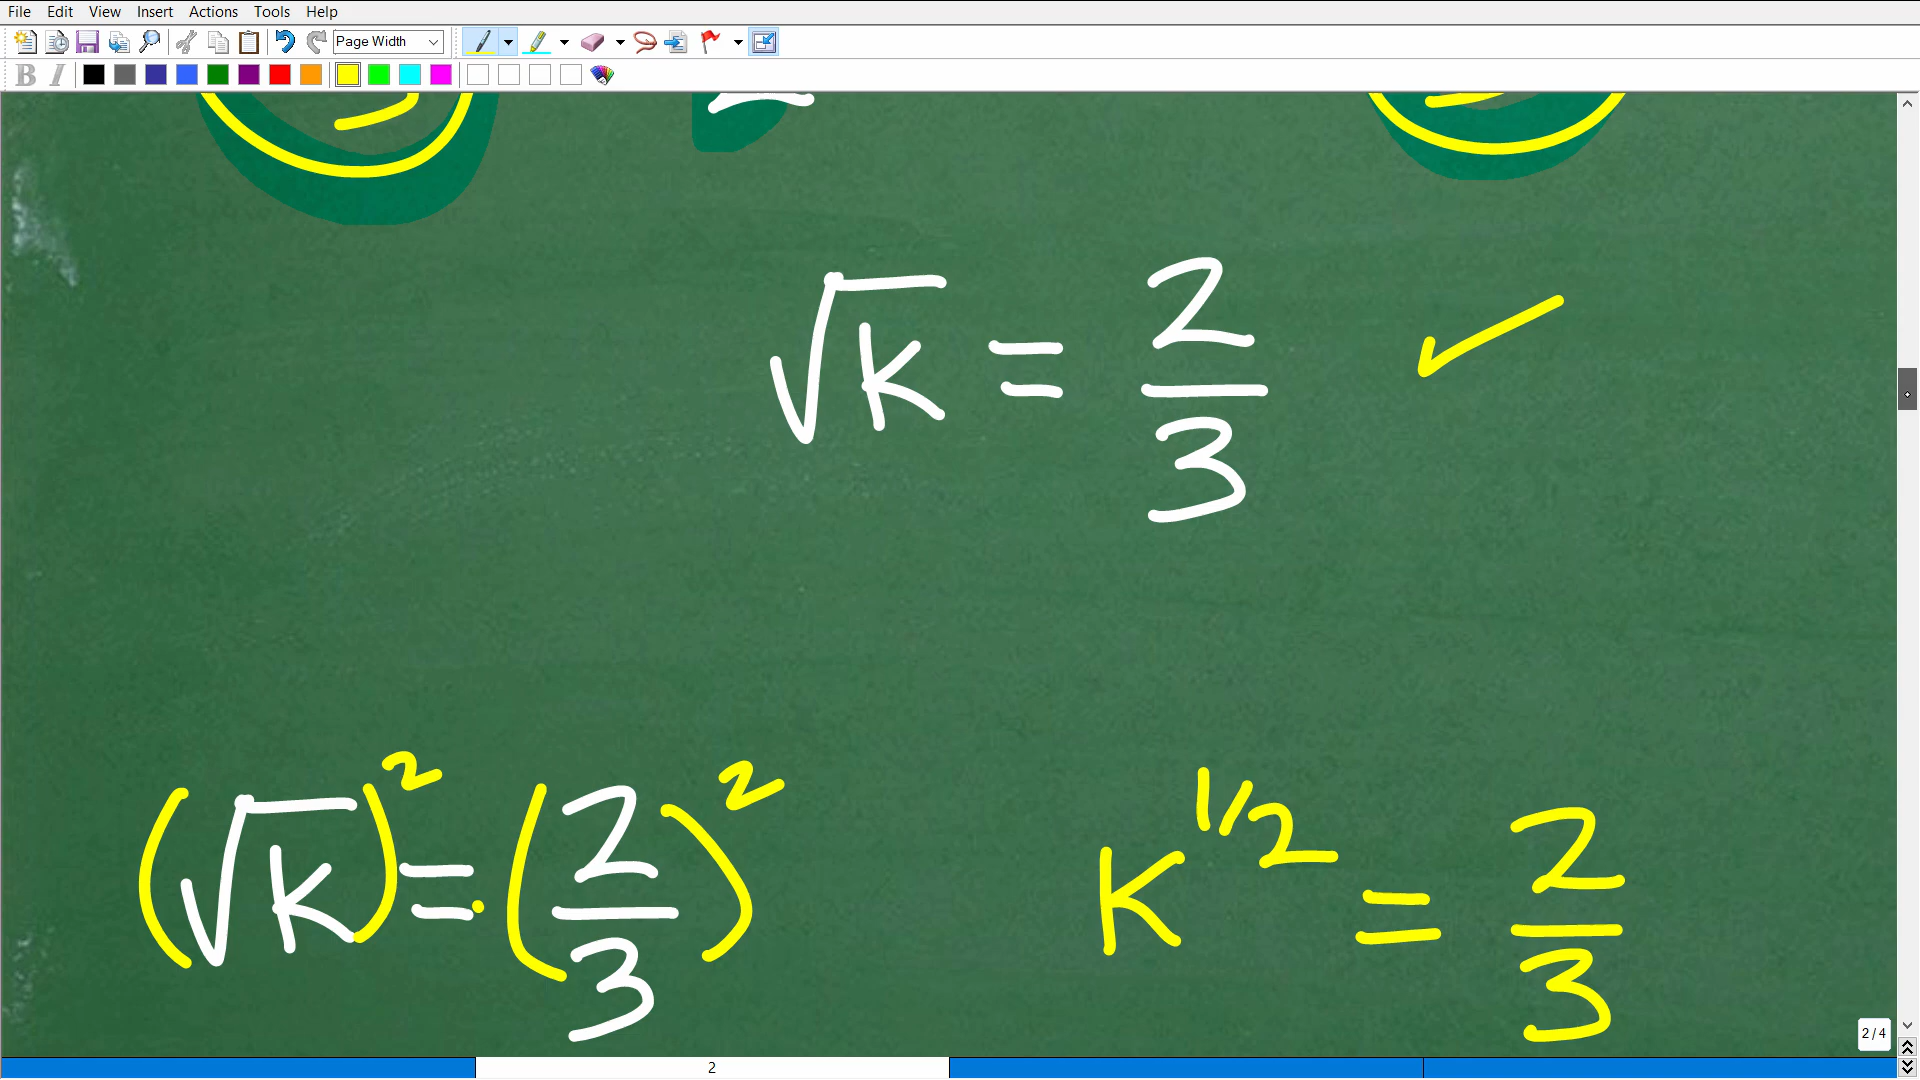 File Edit View Insert Actions Tools Help
Page Width
B I
√k = 2/3
(√k)² = (2/3)²
K^1/2 = 2/3
2 / 4
2